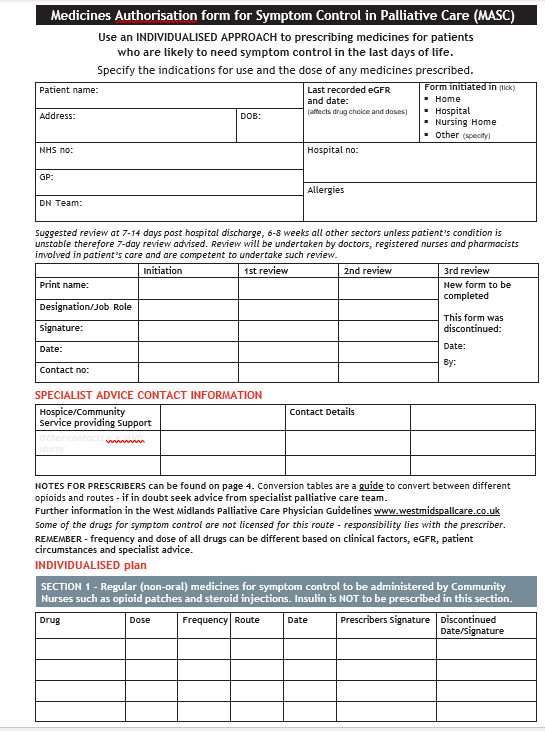 Medicines Authorisation form for Symptom Control in Palliative Care (MASC)
Use an INDIVIDUALISED APPROACH to prescribing medicines for patients
who are likely to need symptom control in the last days of life.
Specify the indications for use and the dose of any medicines prescribed.
Patient name:
Last recorded eGFR
and date:
(affects drug choice and doses)
Form initiated in (tick)
▪ Home
▪ Hospital
▪ Nursing Home
▪ Other (specify)
Address:
DOB:
NHS no:
Hospital no:
GP:
Allergies
DN Team:
Suggested review at 7-14 days post hospital discharge, 6-8 weeks all other sectors unless patient's condition is
unstable therefore 7-day review advised. Review will be undertaken by doctors, registered nurses and pharmacists
involved in patient's care and are competent to undertake such review.
Initiation
1st review
2nd review
3rd review
Print name:
New form to be
completed
Designation/Job Role
This form was
discontinued:
Signature:
Date:
Date:
By:
Contact no:
SPECIALIST ADVICE CONTACT INFORMATION
Hospice/Community
Service providing Support
Contact Details
Other contacts
nurse
NOTES FOR PRESCRIBERS can be found on page 4. Conversion tables are a guide to convert between different
opioids and routes – if in doubt seek advice from specialist palliative care team.
Further information in the West Midlands Palliative Care Physician Guidelines www.westmidspallcare.co.uk
Some of the drugs for symptom control are not licensed for this route – responsibility lies with the prescriber.
REMEMBER – frequency and dose of all drugs can be different based on clinical factors, eGFR, patient
circumstances and specialist advice.
INDIVIDUALISED plan
SECTION 1 - Regular (non-oral) medicines for symptom control to be administered by Community
Nurses such as opioid patches and steroid injections. Insulin is NOT to be prescribed in this section.
Drug
Dose
Frequency
Route
Date
Prescribers Signature
Discontinued
Date/Signature